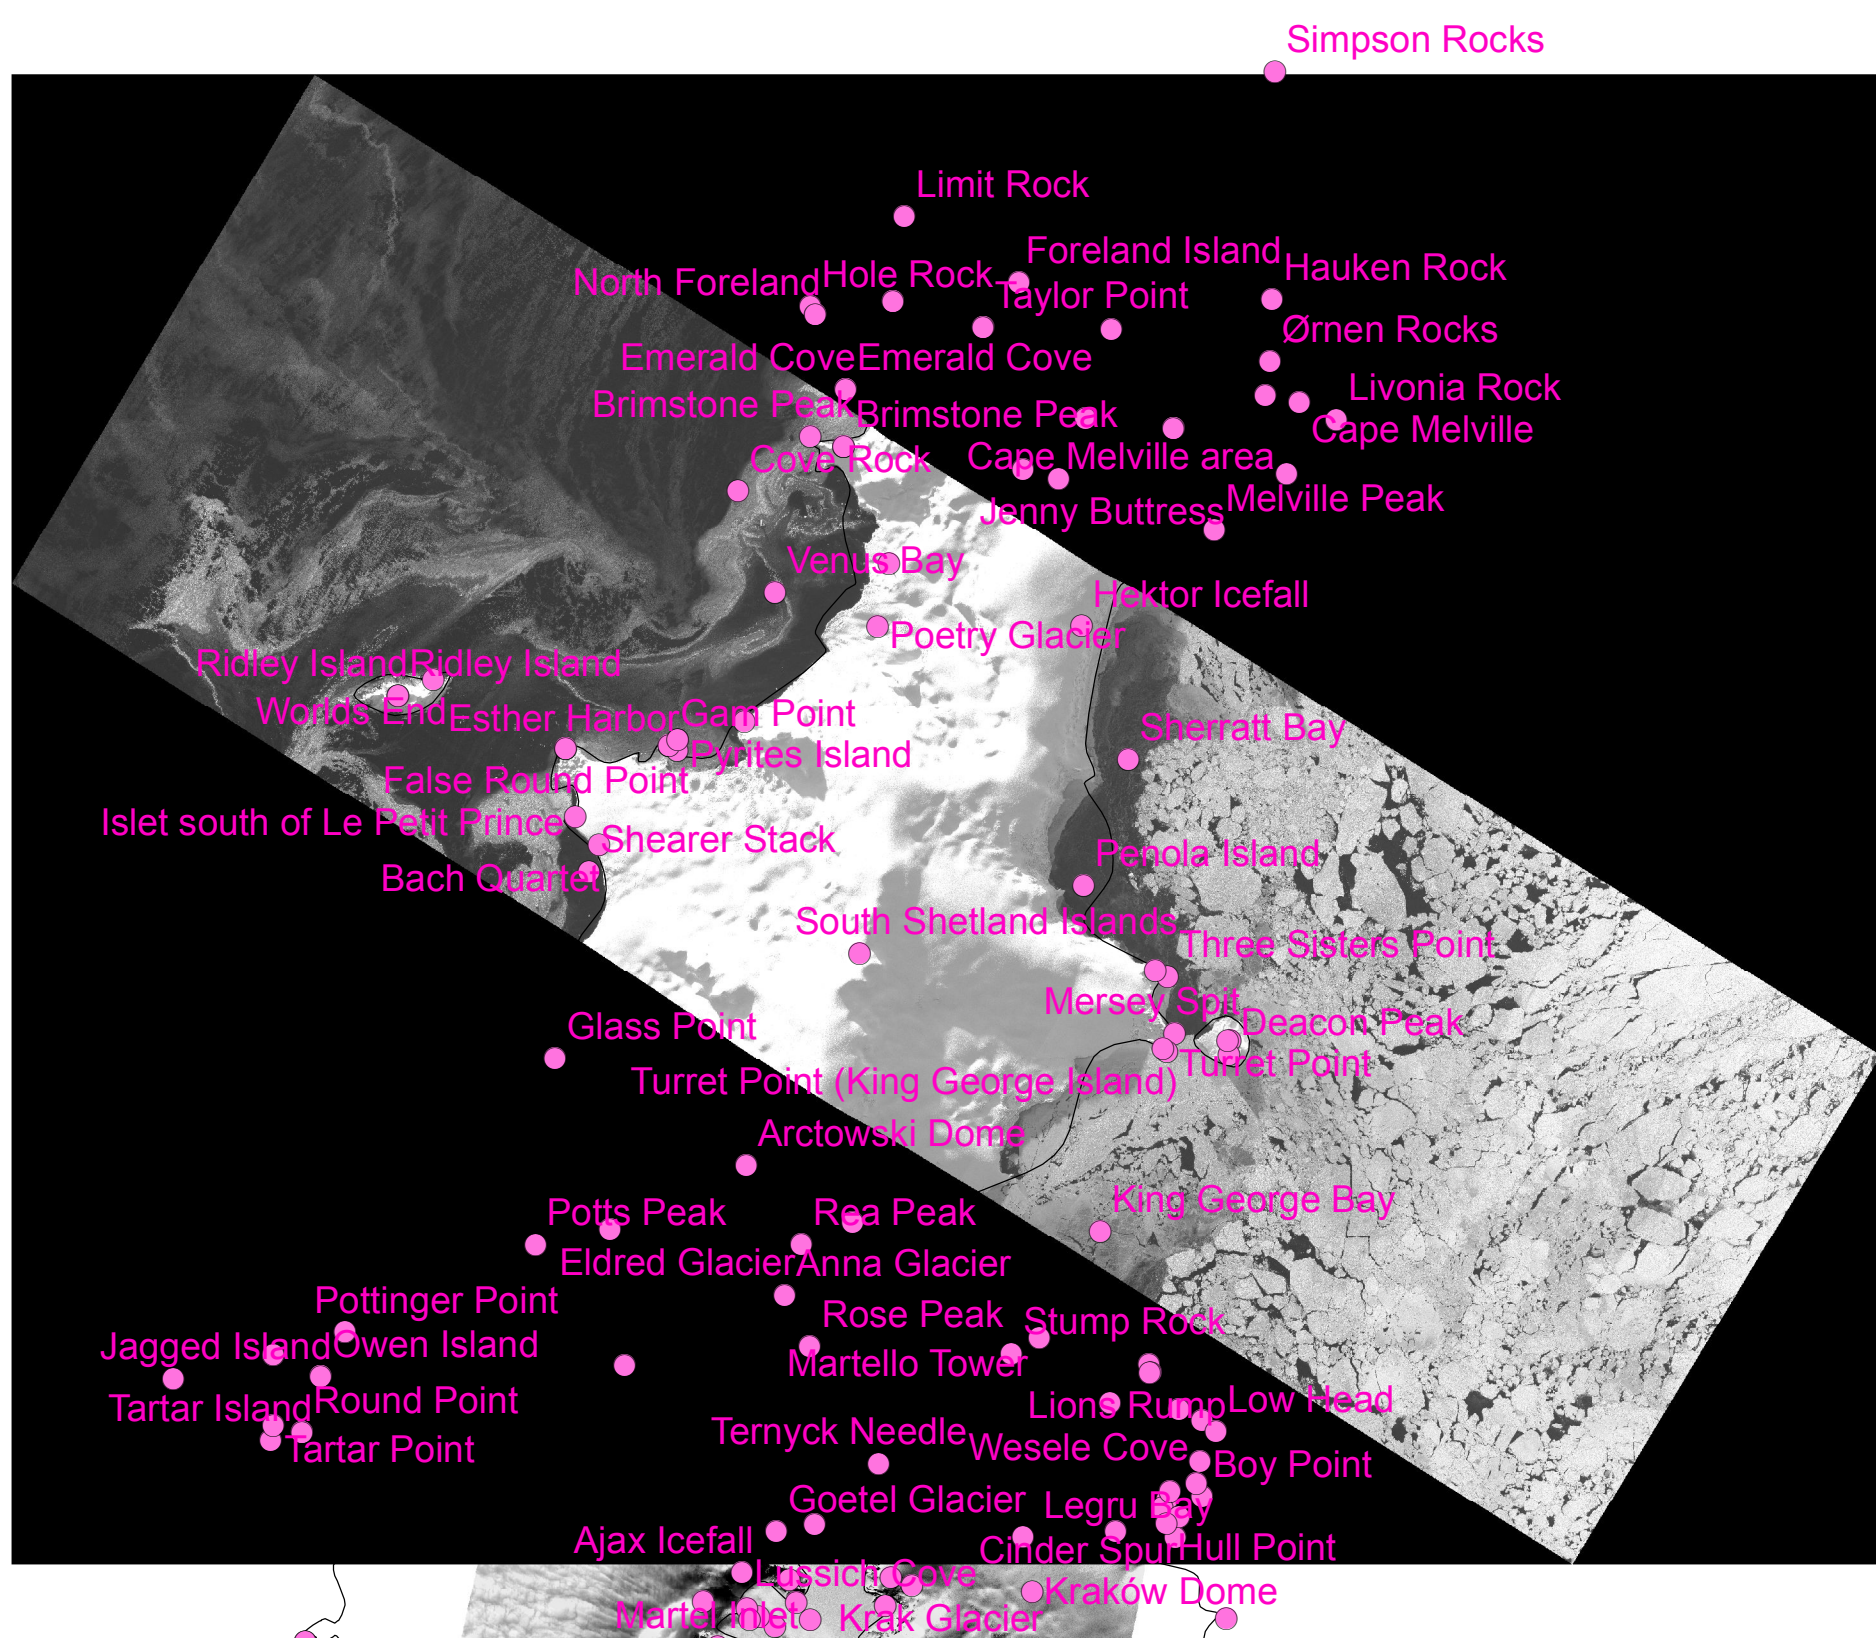 Simpson Rocks
Limit Rock
Foreland Island
Hauken Rock
North Foreland
Hole Rock
Taylor Point
Ørnen Rocks
Emerald Cove
Emerald Cove
Livonia Rock
Brimstone Peak
Brimstone Peak
Cape Melville
Cove Rock
Cape Melville area
Melville Peak
Jenny Buttress
Venus Bay
Hektor Icefall
Poetry Glacier
Ridley Island
Ridley Island
Worlds End
Esther Harbor
Gam Point
Sherratt Bay
Pyrites Island
False Round Point
Islet south of Le Petit Prince
Shearer Stack
Penola Island
Bach Quartet
South Shetland Islands
Three Sisters Point
Mersey Spit
Glass Point
Deacon Peak
Turret Point
Turret Point (King George Island)
Arctowski Dome
King George Bay
Potts Peak
Rea Peak
Eldred Glacier
Anna Glacier
Pottinger Point
Rose Peak
Stump Rock
Jagged Island
Owen Island
Martello Tower
Tartar Island
Round Point
Lions Rump
Low Head
Ternyck Needle
Wesele Cove
Tartar Point
Boy Point
Goetel Glacier
Legru Bay
Ajax Icefall
Cinder Spur
Hull Point
Lussich Cove
Kraków Dome
Martel Inlet
Krak Glacier